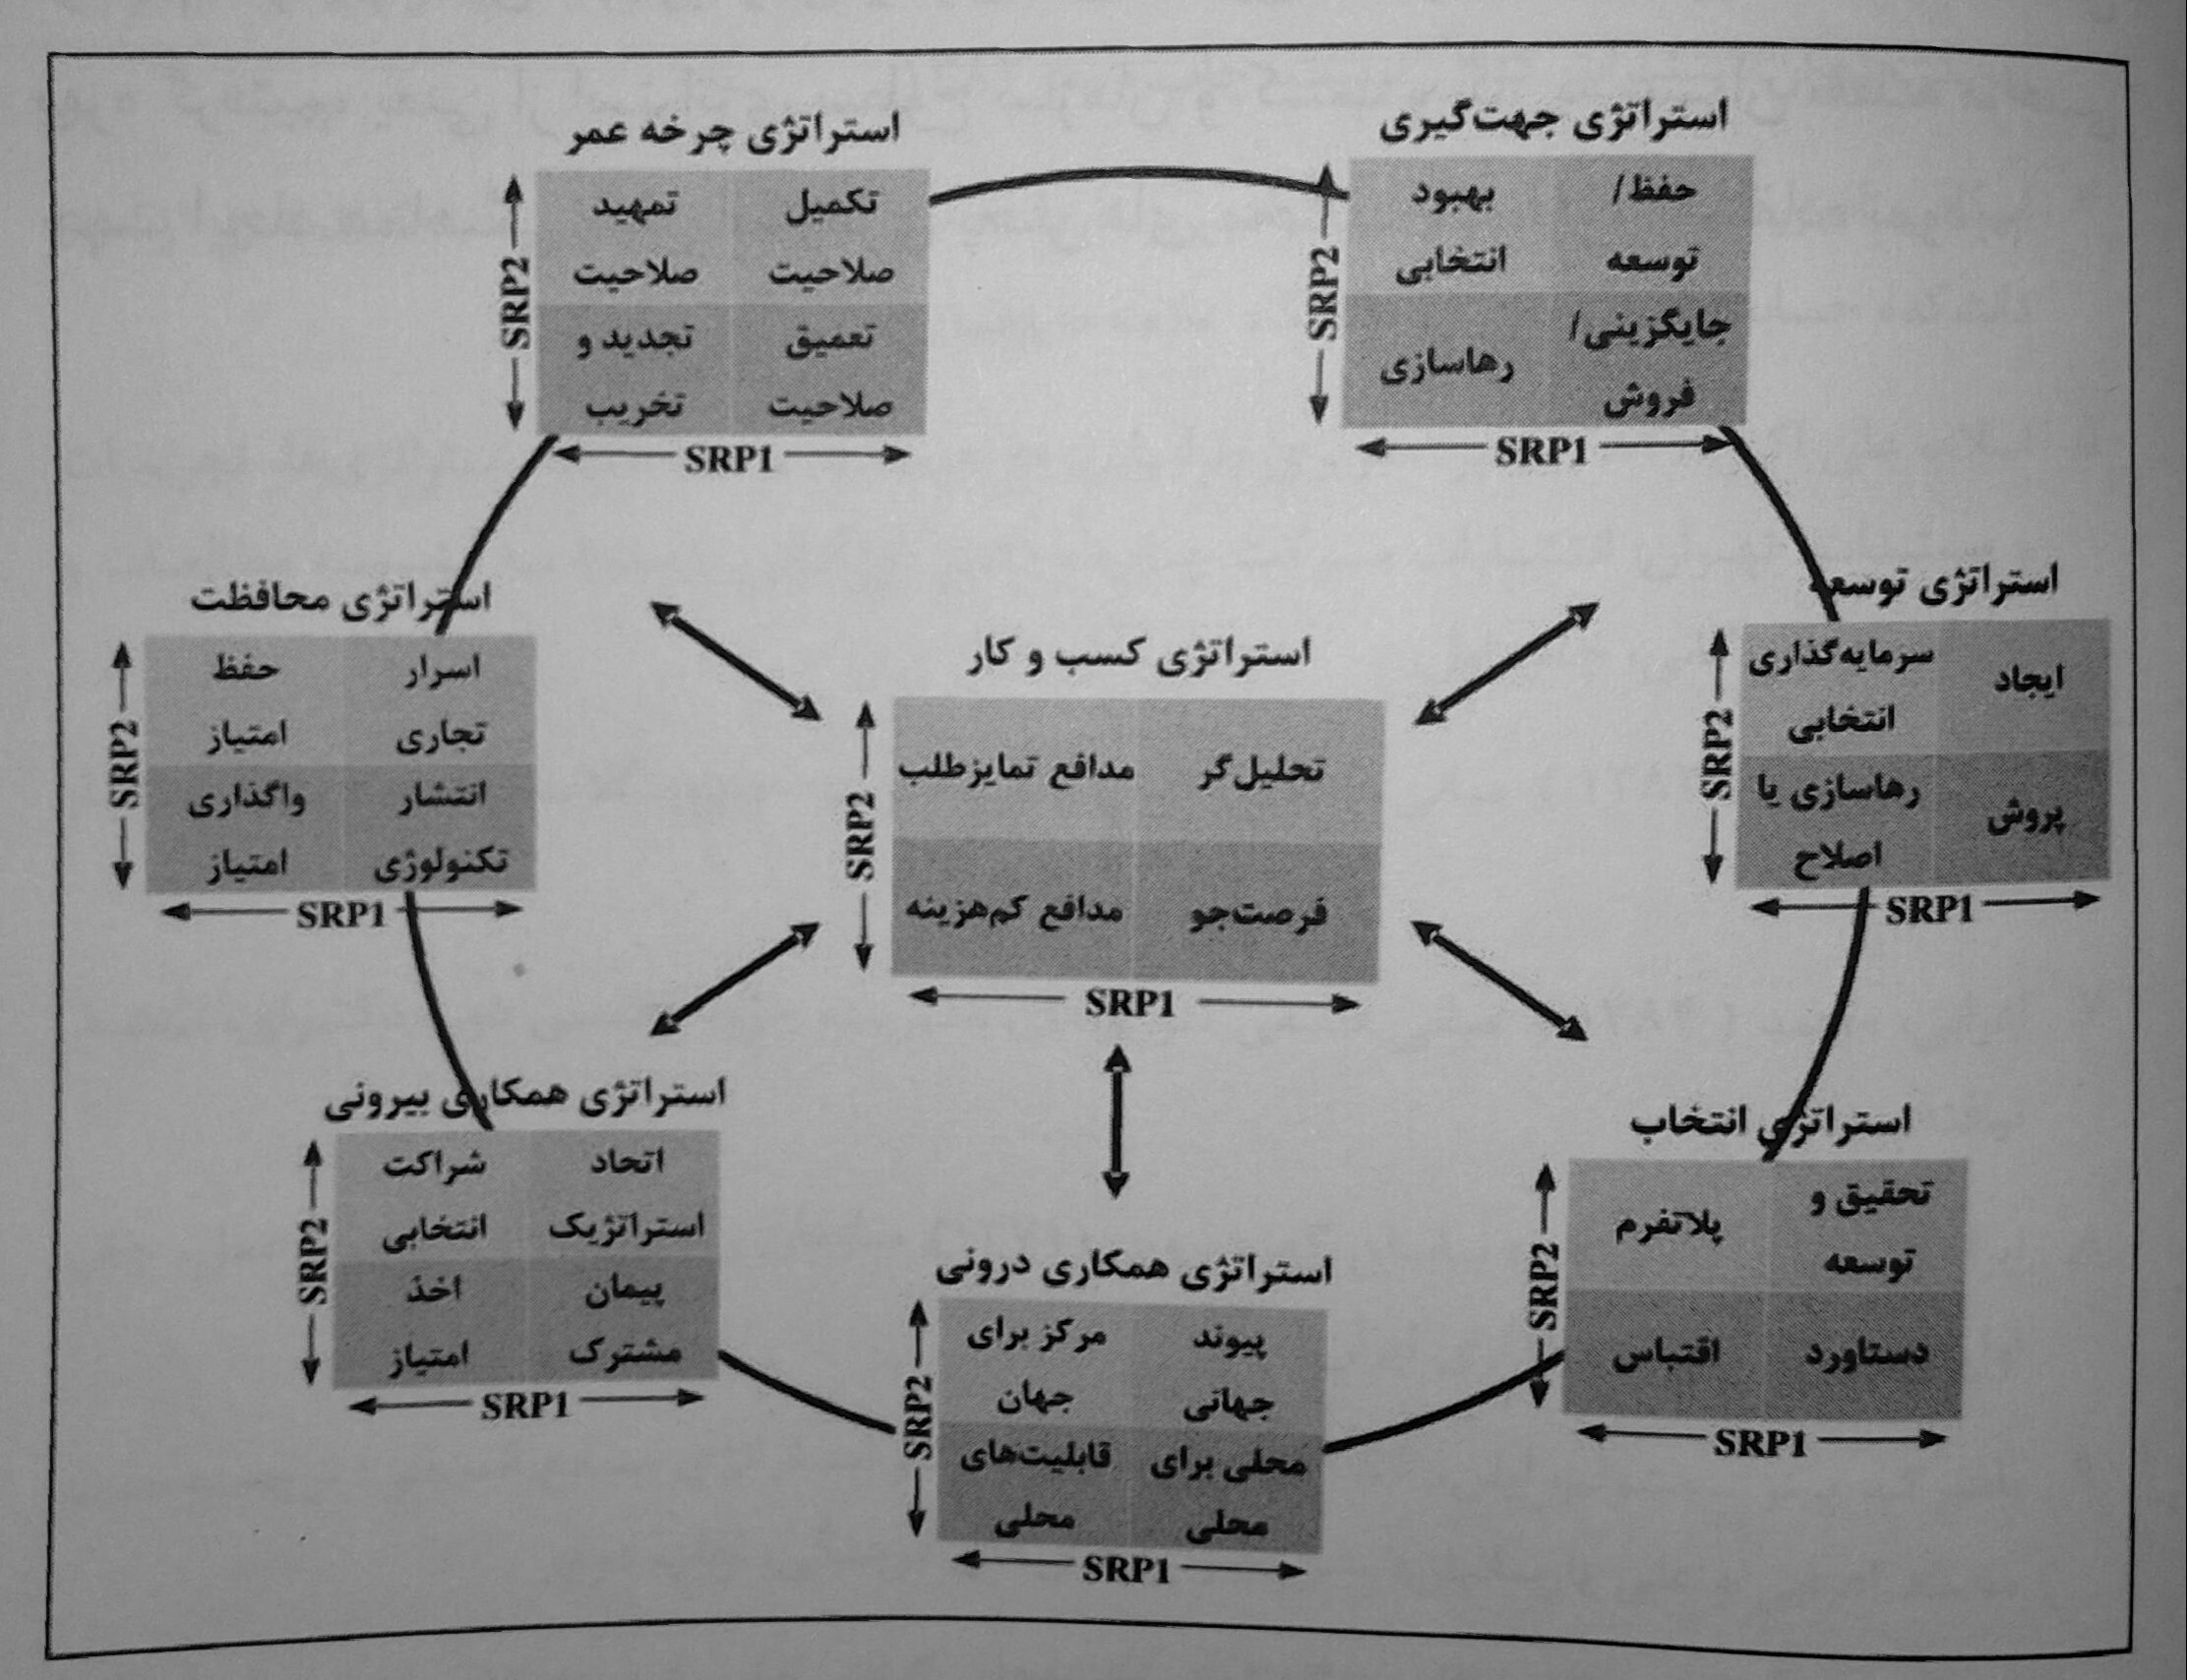 استراتژی جهت‌گیری
حفظ/ بهبود
توسعه انتخابی
جایگزینی/ رهاسازی
فروش
SRP2
SRP1
استراتژی چرخه عمر
تکمیل تمهید
صلاحیت صلاحیت
تعمیق تجدید و
صلاحیت تخریب
SRP2
SRP1
استراتژی توسعه
ایجاد سرمایه‌گذاری
انتخابی
پروش رهاسازی یا
اصلاح
SRP2
SRP1
استراتژی کسب و کار
تحلیل‌گر مدافع تمایزطلب
فرصت‌جو مدافع کم‌هزینه
SRP2
SRP1
استراتژی محافظت
اسرار حفظ
تجاری امتیاز
انتشار واگذاری
تکنولوژی امتیاز
SRP2
SRP1
استراتژی انتخاب
تحقیق و پلاتفرم
توسعه
دستاورد اقتباس
SRP2
SRP1
استراتژی همکاری درونی
پیوند مرکز برای
جهانی جهان
محلی برای قابلیت‌های
محلی محلی
SRP2
SRP1
استراتژی همکاری بیرونی
اتحاد شراکت
استراتژیک انتخابی
پیمان اخذ
مشترک امتیاز
SRP2
SRP1